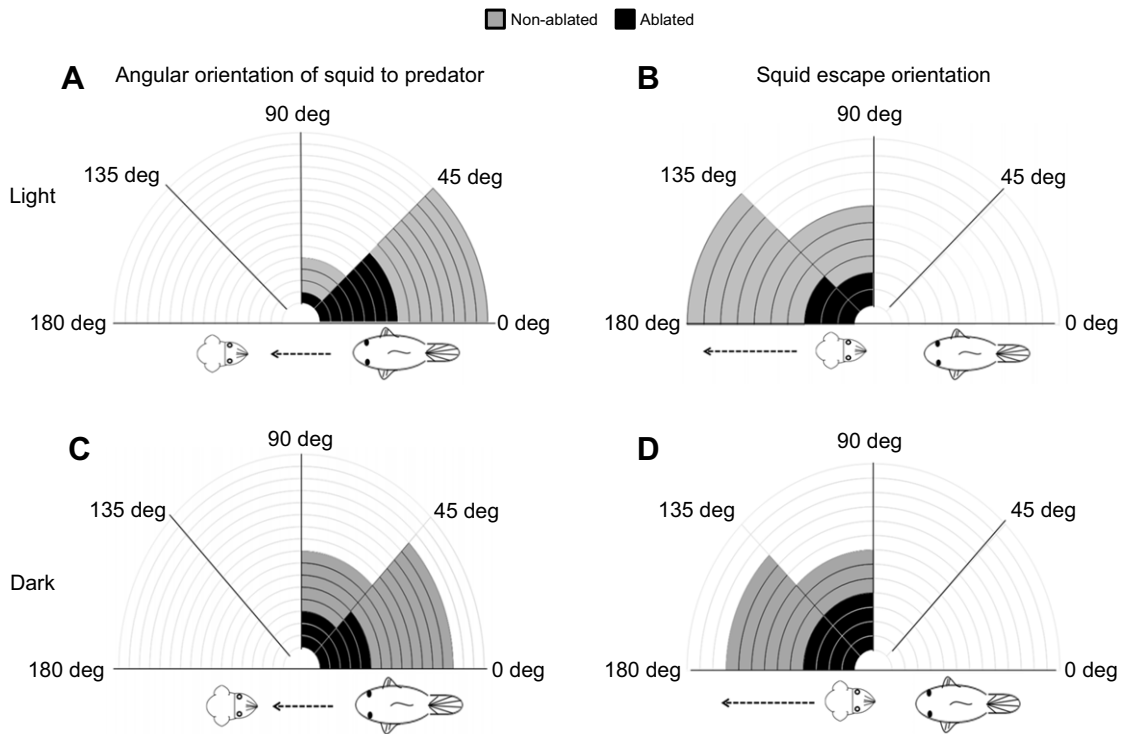 Non-ablated Ablated
A Angular orientation of squid to predator
B Squid escape orientation
90 deg
90 deg
135 deg
45 deg
135 deg
45 deg
Light
180 deg
0 deg
180 deg
0 deg
C
90 deg
D
90 deg
135 deg
45 deg
135 deg
45 deg
Dark
180 deg
0 deg
180 deg
0 deg